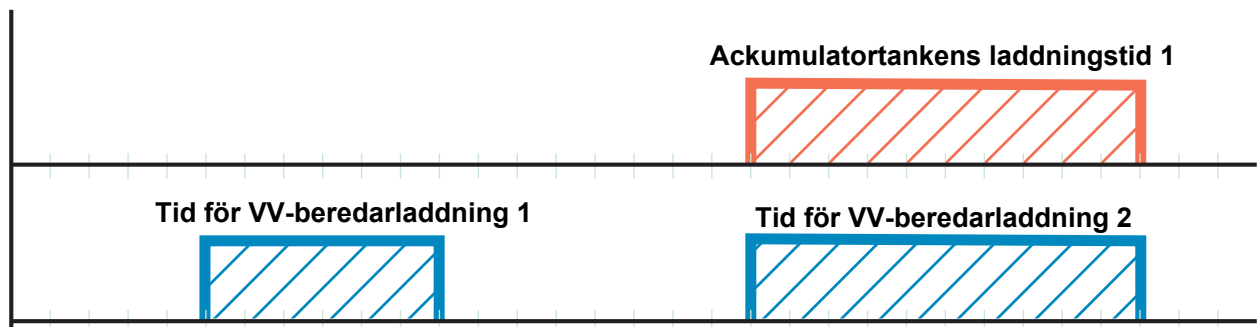 Ackumulatortankens laddningstid 1
Tid för VV-beredarladdning 1
Tid för VV-beredarladdning 2